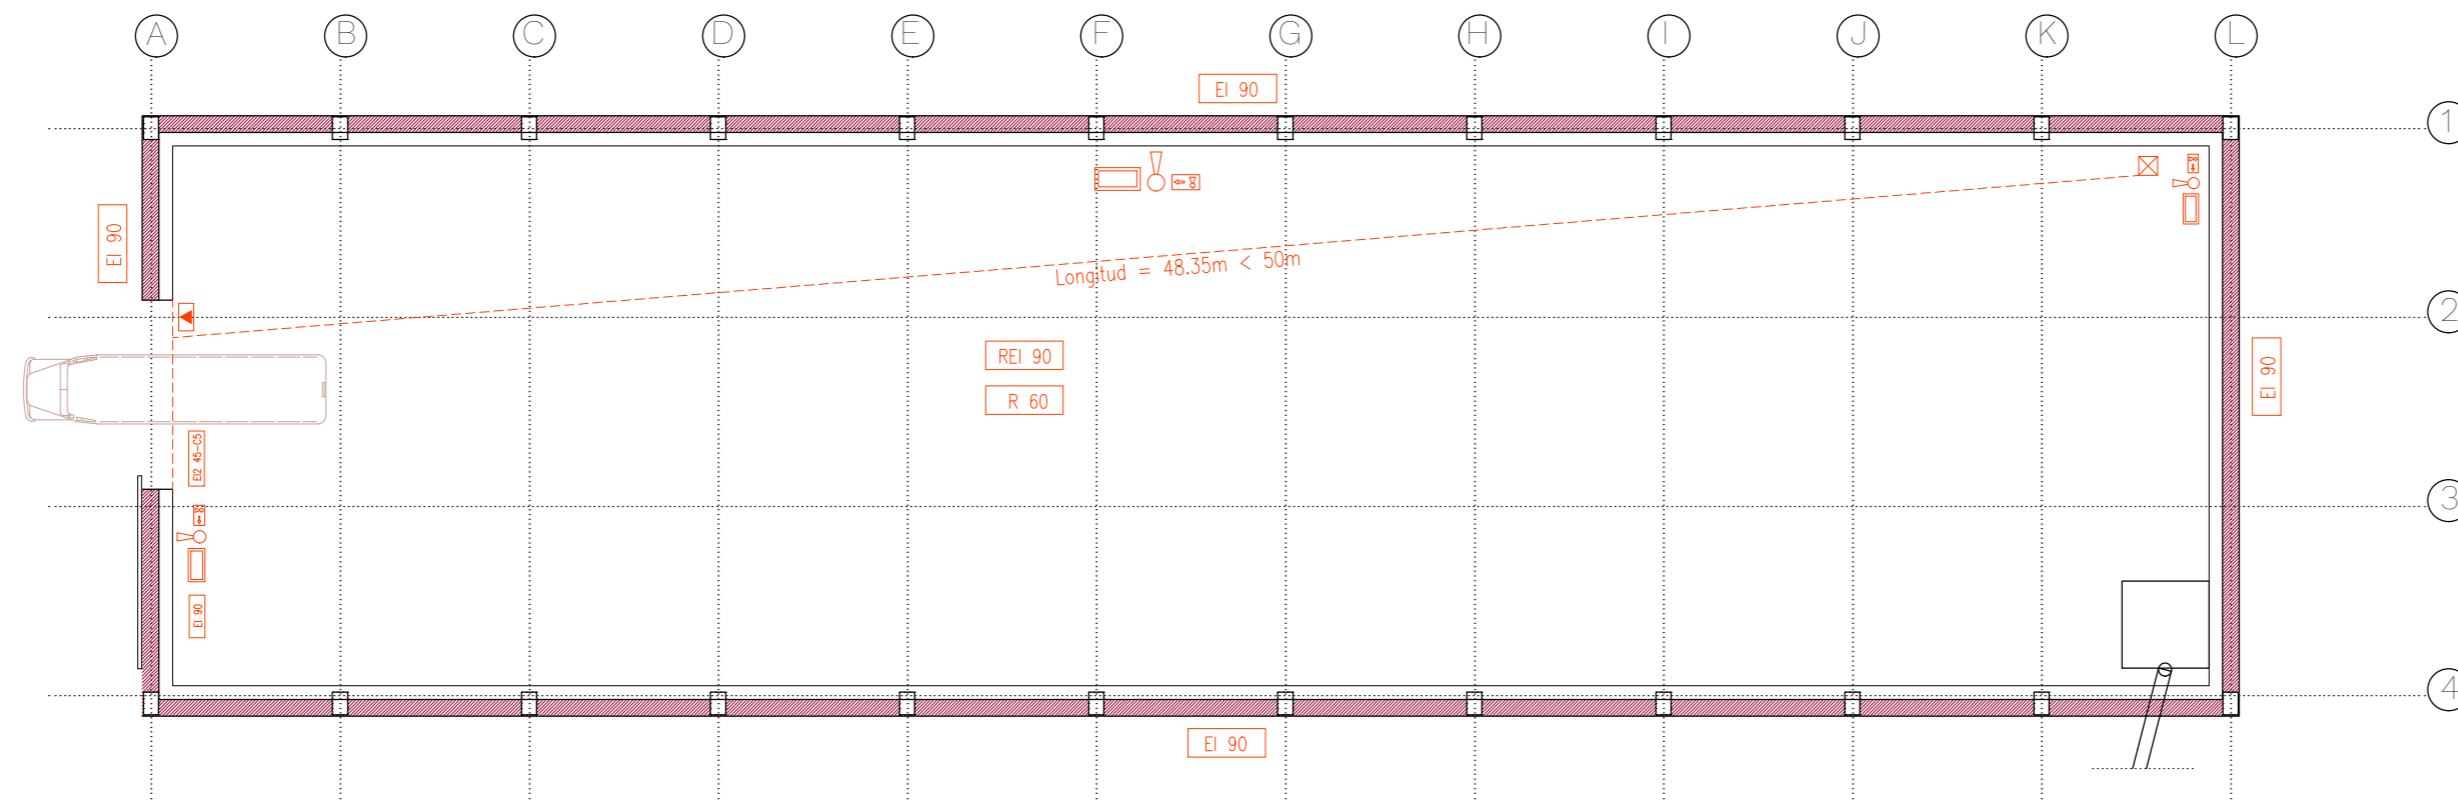 A B C D E F G H I J K L
EI 90
1
EI 90
Longitud = 48.35m < 50m
2
REI 90
EI 90
R 60
EI2 45-C5
3
EI 90
4
EI 90